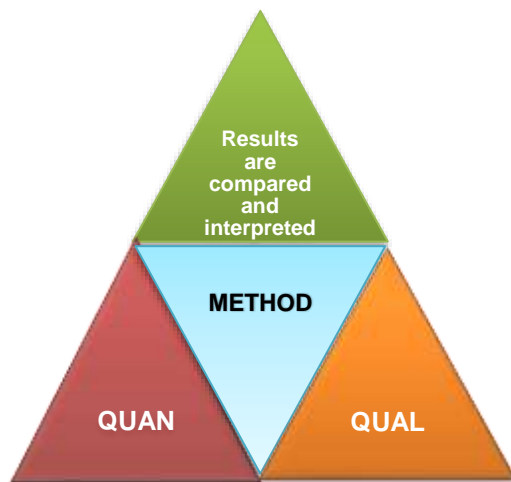 Results
are
compared
and
interpreted
METHOD
QUAN
QUAL